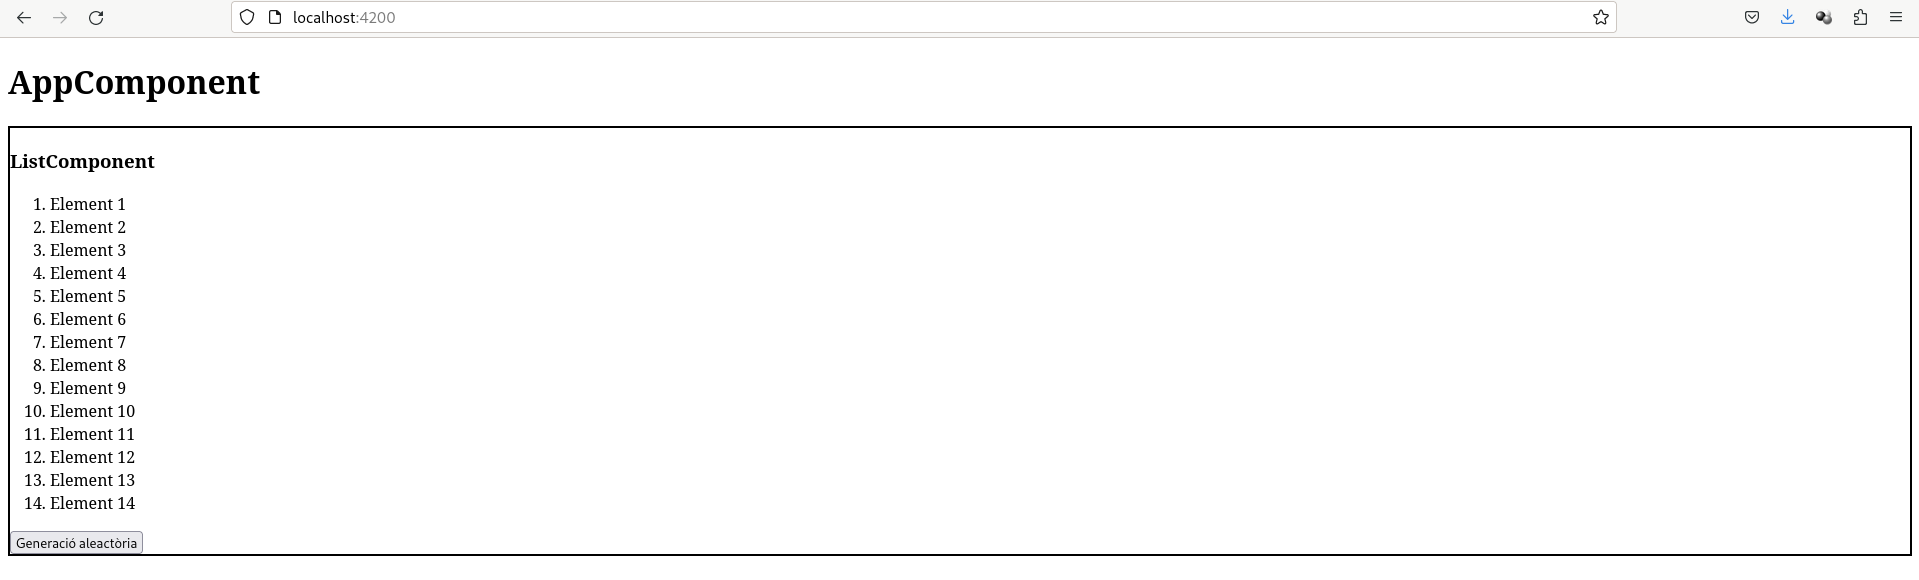 localhost:4200
AppComponent
ListComponent
1. Element 1
2. Element 2
3. Element 3
4. Element 4
5. Element 5
6. Element 6
7. Element 7
8. Element 8
9. Element 9
10. Element 10
11. Element 11
12. Element 12
13. Element 13
14. Element 14
Generació aleactòria